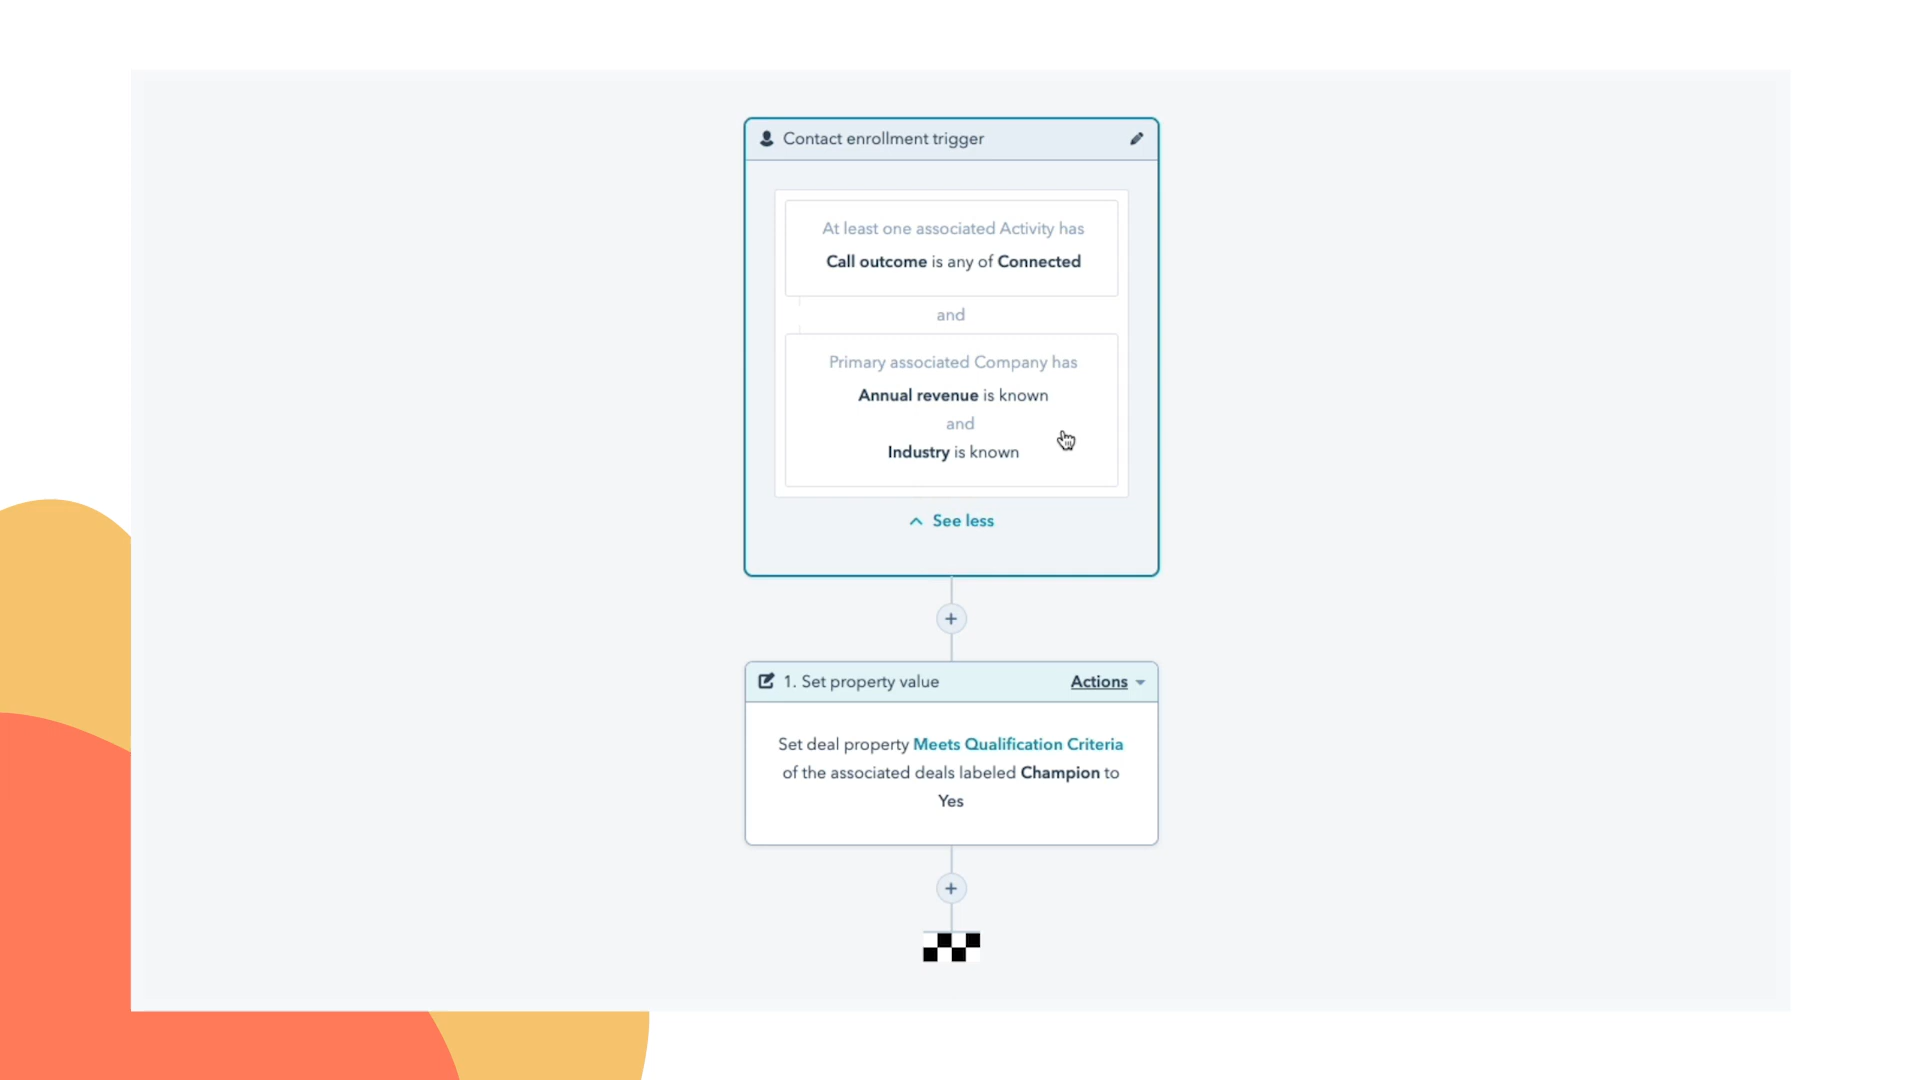 Contact enrollment trigger
At least one associated Activity has
Call outcome is any of Connected
and
Primary associated Company has
Annual revenue is known
and
Industry is known
See less
1. Set property value
Actions
Set deal property Meets Qualification Criteria
of the associated deals labeled Champion to
Yes